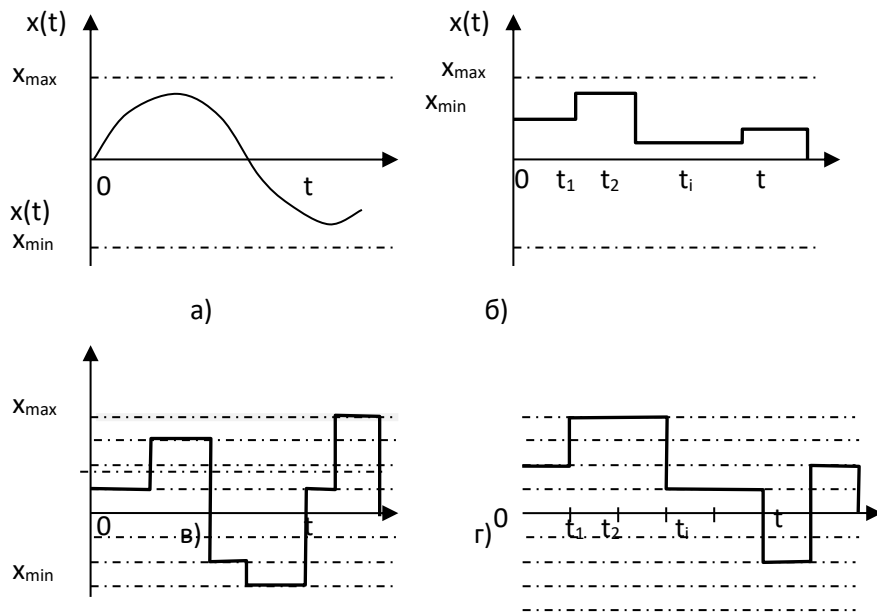 x(t)
xmax
0 t
x(t)
xmin
а)
x(t)
xmax
xmin
0 t1 t2 ti t
б)
xmax
0 t
в)
xmin
0 t1 t2 ti t
г)